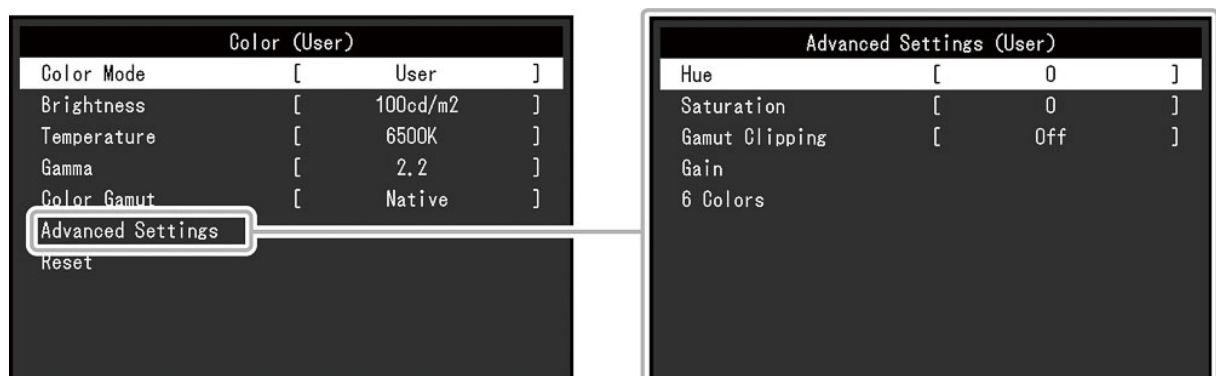 Color (User)
Color Mode [ User ]
Brightness [ 100cd/m2 ]
Temperature [ 6500K ]
Gamma [ 2.2 ]
Color Gamut [ Native ]
Advanced Settings
Reset
Advanced Settings (User)
Hue [ 0 ]
Saturation [ 0 ]
Gamut Clipping [ Off ]
Gain
6 Colors